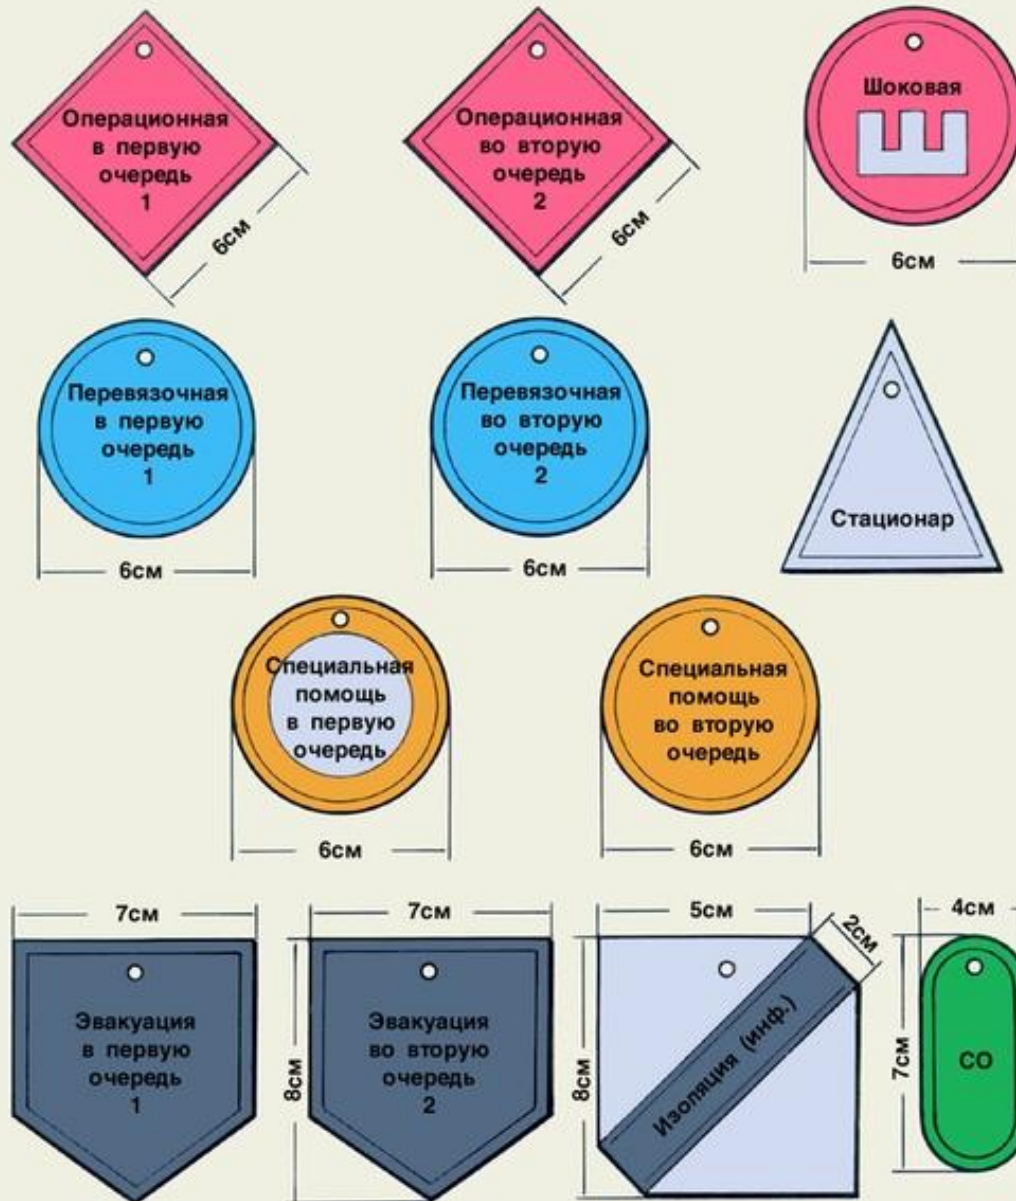 Операционная
в первую
очередь
1
6см
Операционная
во вторую
очередь
2
6см
Шоковая
6см
Перевязочная
в первую
очередь
1
6см
Перевязочная
во вторую
очередь
2
6см
Стационар
Специальная
помощь
в первую
очередь
6см
Специальная
помощь
во вторую
очередь
6см
7см
Эвакуация
в первую
очередь
1
7см
8см
Эвакуация
во вторую
очередь
2
5см
2см
8см
Изоляция (инф.)
4см
7см
СО